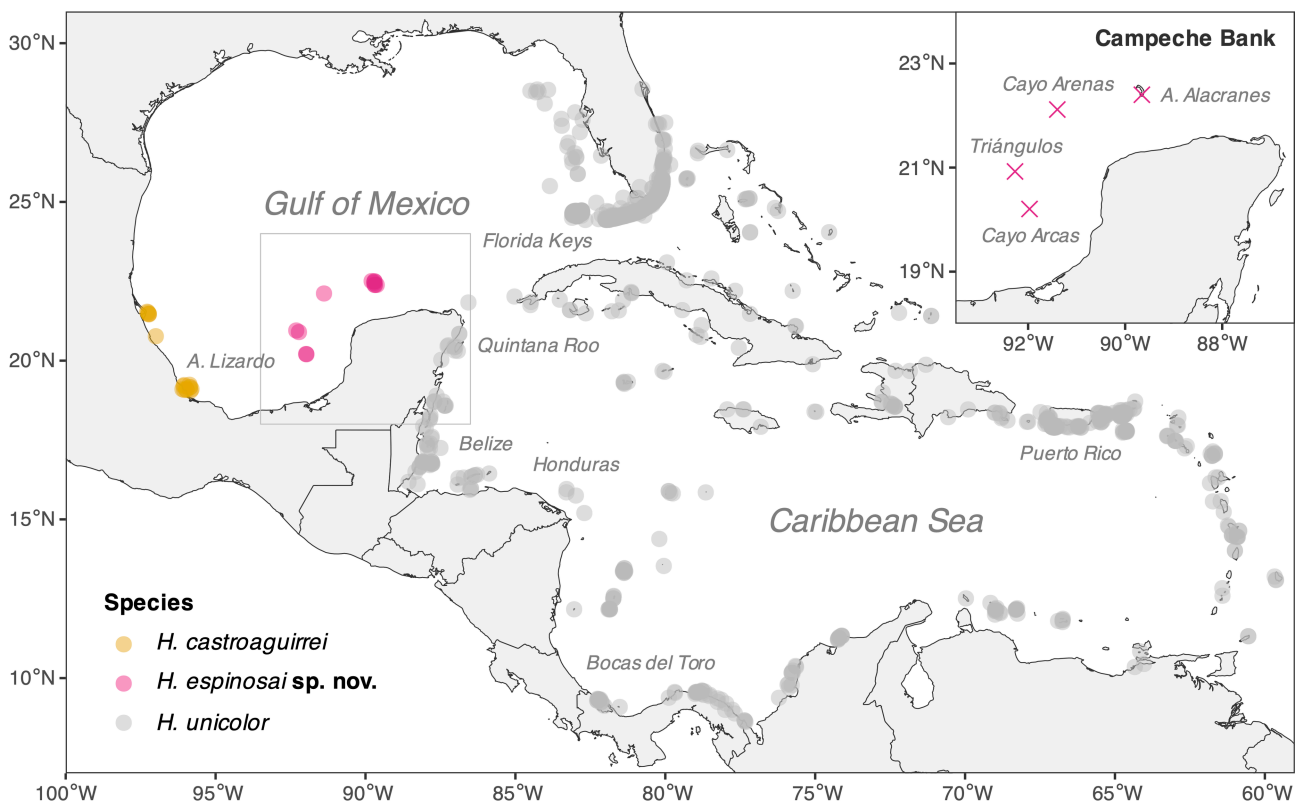 30°N
25°N
20°N
15°N
10°N
100°W
95°W
90°W
85°W
80°W
75°W
70°W
65°W
60°W
Gulf of Mexico
Florida Keys
A. Lizardo
Quintana Roo
Belize
Honduras
Puerto Rico
Caribbean Sea
Bocas del Toro
Species
H. castroaguirrei
H. espinosai sp. nov.
H. unicolor
Campeche Bank
23°N
21°N
19°N
92°W
90°W
88°W
Cayo Arenas
A. Alacranes
Triángulos
Cayo Arcas